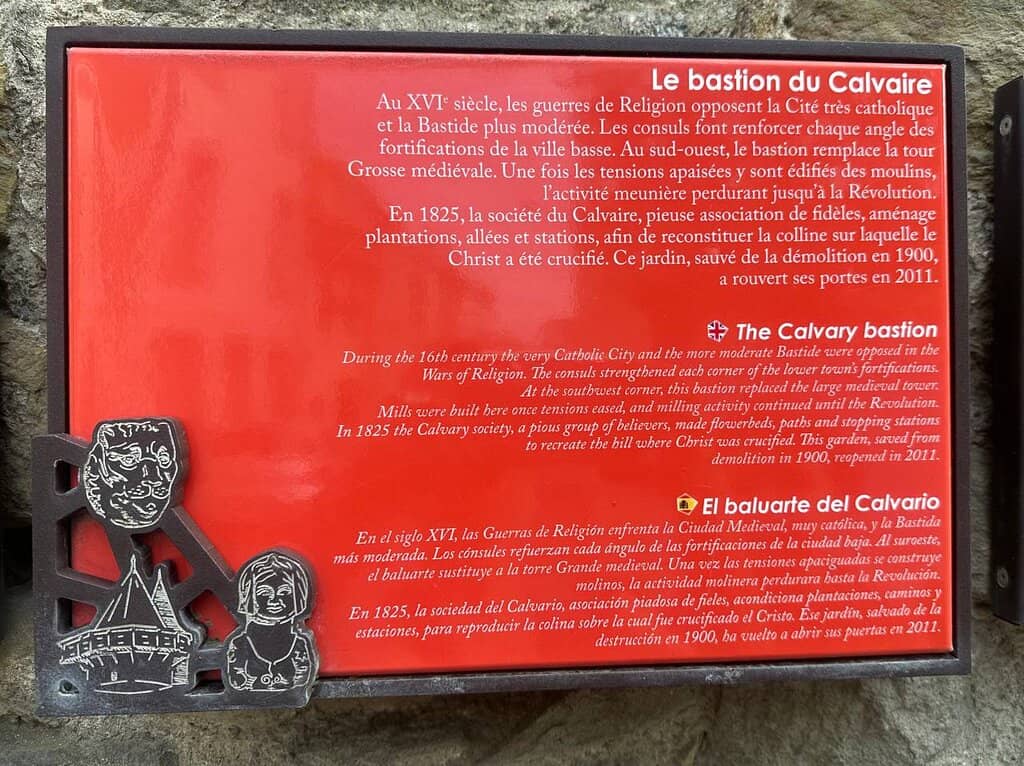 Le bastion du Calvaire
Au XVIe siècle, les guerres de Religion opposent la Cité très catholique
et la Bastide plus modérée. Les consuls font renforcer chaque angle des
fortifications de la ville basse. Au sud-ouest, le bastion remplace la tour
Grosse médiévale. Une fois les tensions apaisées y sont édifiés des moulins,
l'activité meunière perdurant jusqu'à la Révolution.
En 1825, la société du Calvaire, pieuse association de fidèles, aménage
plantations, allées et stations, afin de reconstituer la colline sur laquelle le
Christ a été crucifié. Ce jardin, sauvé de la démolition en 1900,
a rouvert ses portes en 2011.
The Calvary bastion
During the 16th century the very Catholic City and the more moderate Bastide were opposed in the
Wars of Religion. The consuls strengthened each corner of the lower town's fortifications.
At the southwest corner, this bastion replaced the large medieval tower.
Mills were built here once tensions eased, and milling activity continued until the Revolution.
In 1825 the Calvary society, a pious group of believers, made flowerbeds, paths and stopping stations
to recreate the hill where Christ was crucified. This garden, saved from
demolition in 1900, reopened in 2011.
El baluarte del Calvario
En el siglo XVI, las Guerras de Religión enfrenta la Ciudad Medieval, muy católica, y la Bastida
más moderada. Los cónsules refuerzan cada ángulo de las fortificaciones de la ciudad baja. Al suroeste,
el baluarte sustituye a la torre Grande medieval. Una vez las tensiones apaciguadas se construye
molinos, la actividad molinera perdurara hasta la Revolución.
En 1825, la sociedad del Calvario, asociación piadosa de fieles, acondiciona plantaciones, caminos y
estaciones, para reproducir la colina sobre la cual fue crucificado el Cristo. Ese jardín, salvado de la
destrucción en 1900, ha vuelto a abrir sus puertas en 2011.